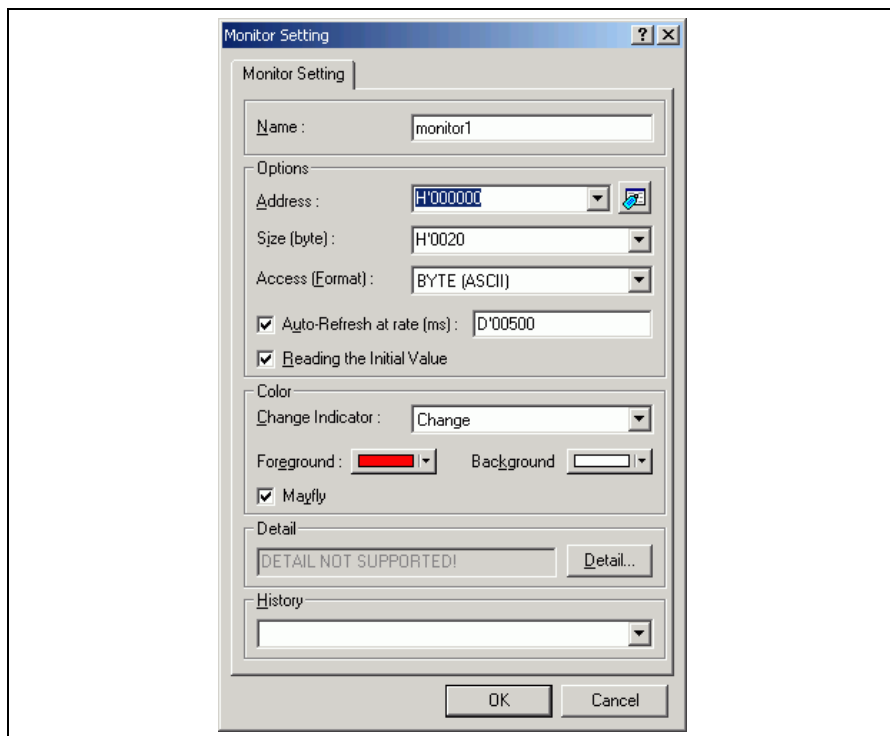 Monitor Setting
Monitor Setting
Name : monitor1
Options
Address : H'000000
Size (byte) : H'0020
Access (Format) : BYTE (ASCII)
Auto-Refresh at rate (ms) : D'00500
Reading the Initial Value
Color
Change Indicator : Change
Foreground : Background
Mayfly
Detail
DETAIL NOT SUPPORTED! Detail...
History
OK Cancel